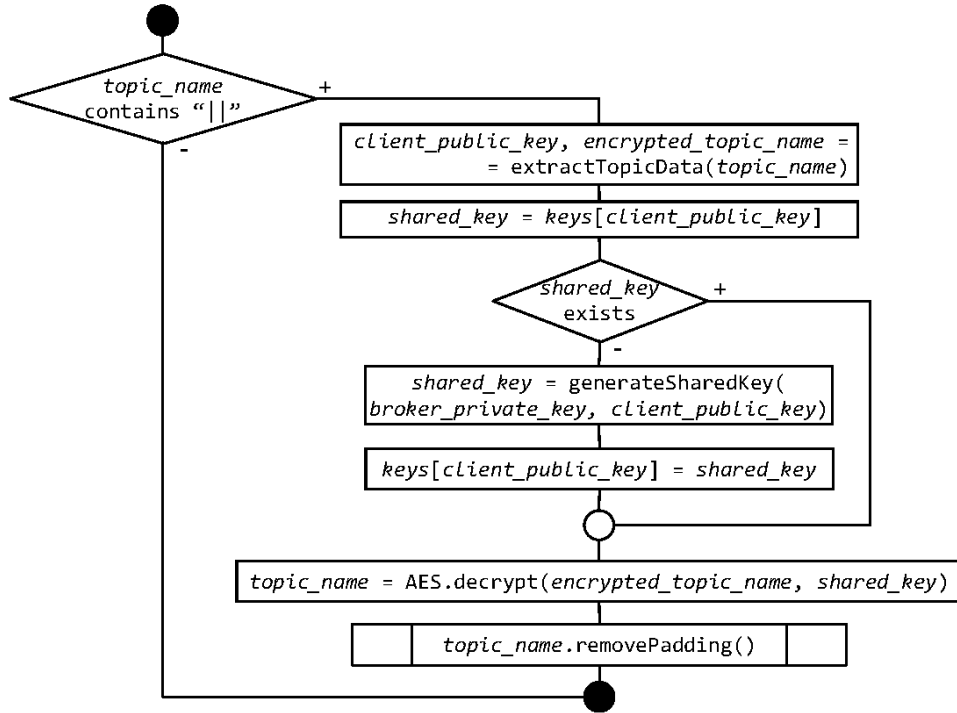 topic_name
contains “||”
+
-
client_public_key, encrypted_topic_name =
= extractTopicData(topic_name)
shared_key = keys[client_public_key]
shared_key
exists
+
-
shared_key = generateSharedKey(
broker_private_key, client_public_key)
keys[client_public_key] = shared_key
topic_name = AES.decrypt(encrypted_topic_name, shared_key)
topic_name.removePadding()